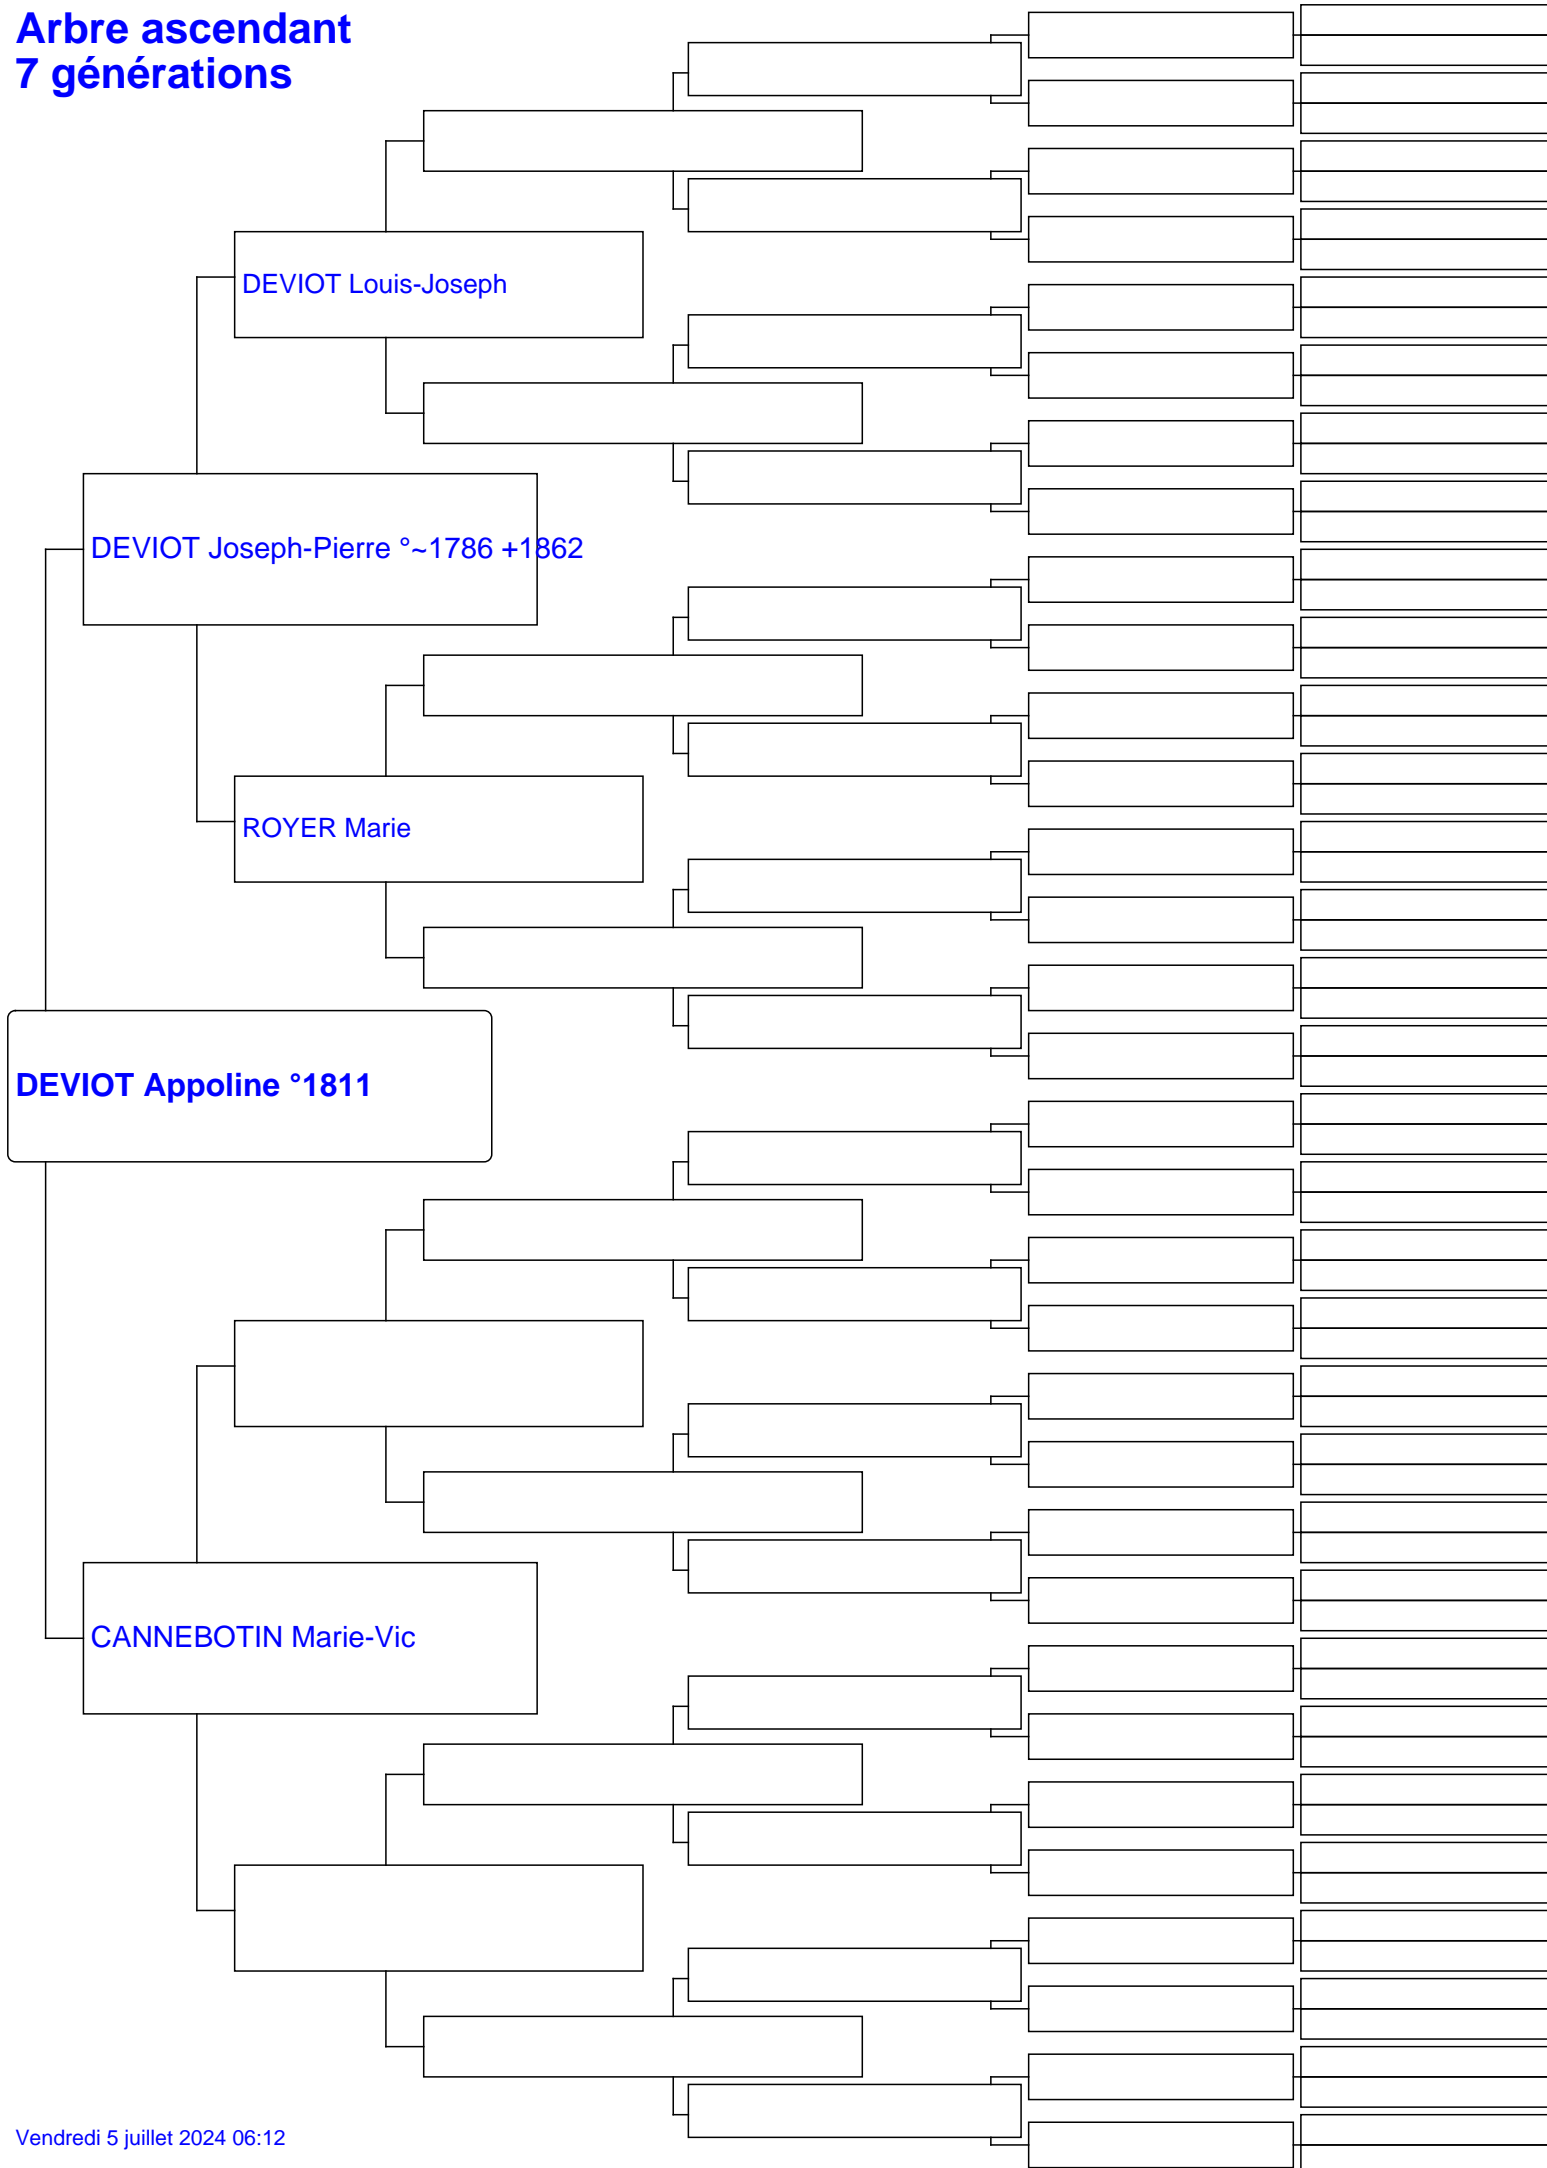 Arbre ascendant
7 générations
DEVIOT Louis-Joseph
DEVIOT Joseph-Pierre °~1786 +1862
ROYER Marie
DEVIOT Appoline °1811
CANNEBOTIN Marie-Vic
Vendredi 5 juillet 2024 06:12